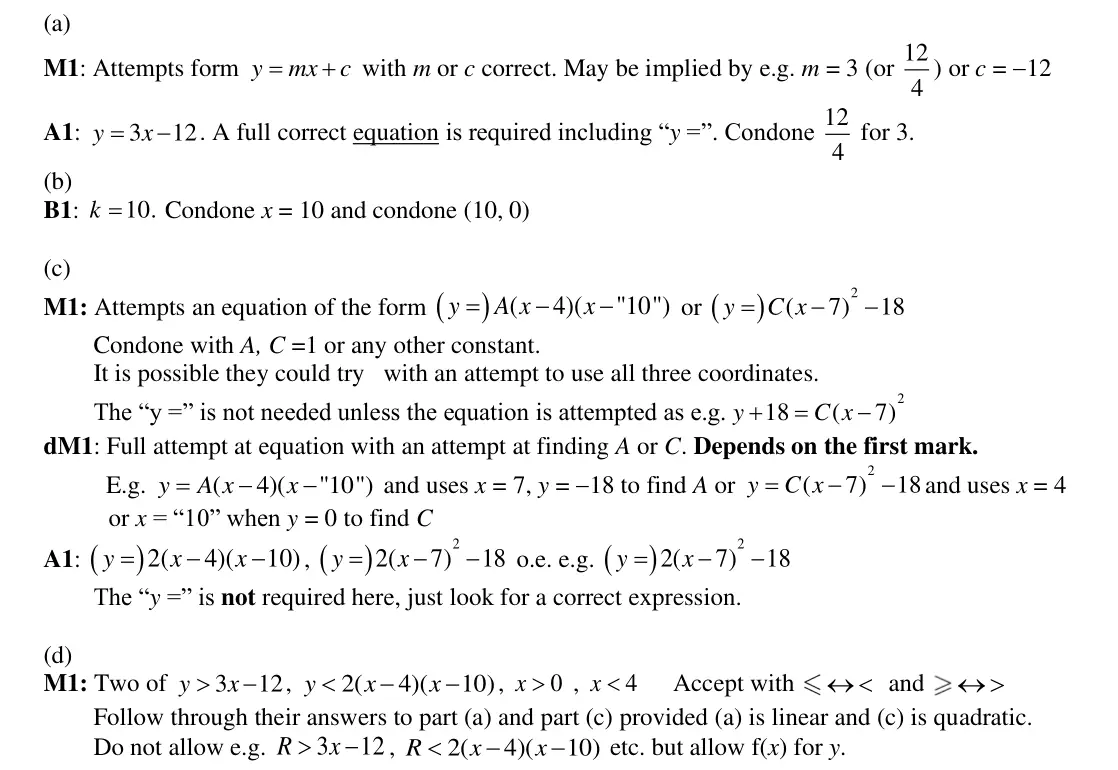 (a)
M1: Attempts form y = mx + c with m or c correct. May be implied by e.g. m = 3 (or 12/4) or c = −12
A1: y = 3x − 12. A full correct equation is required including “y =”. Condone 12/4 for 3.
(b)
B1: k = 10. Condone x = 10 and condone (10, 0)
(c)
M1: Attempts an equation of the form (y =) A(x − 4)(x − "10") or (y =) C(x − 7)² − 18
Condone with A, C =1 or any other constant.
It is possible they could try with an attempt to use all three coordinates.
The “y =” is not needed unless the equation is attempted as e.g. y + 18 = C(x − 7)²
dM1: Full attempt at equation with an attempt at finding A or C. Depends on the first mark.
E.g. y = A(x − 4)(x − "10") and uses x = 7, y = −18 to find A or y = C(x − 7)² − 18 and uses x = 4
or x = “10” when y = 0 to find C
A1: (y =) 2(x − 4)(x − 10), (y =) 2(x − 7)² − 18 o.e. e.g. (y =) 2(x − 7)² − 18
The “y =” is not required here, just look for a correct expression.
(d)
M1: Two of y > 3x − 12, y < 2(x − 4)(x − 10), x > 0 , x < 4 Accept with ⩽ ↔ < and ⩾ ↔ >
Follow through their answers to part (a) and part (c) provided (a) is linear and (c) is quadratic.
Do not allow e.g. R > 3x − 12, R < 2(x − 4)(x − 10) etc. but allow f(x) for y.